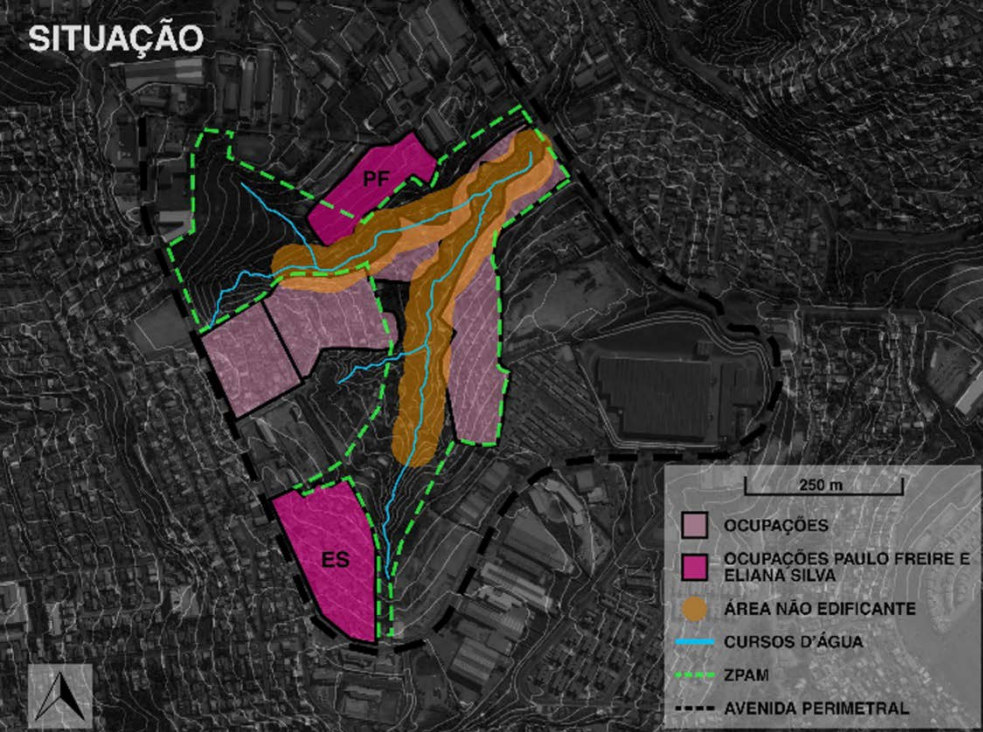 SITUAÇÃO
PF
ES
250 m
OCUPAÇÕES
OCUPAÇÕES PAULO FREIRE E
ELIANA SILVA
ÁREA NÃO EDIFICANTE
CURSOS D'ÁGUA
ZPAM
AVENIDA PERIMETRAL